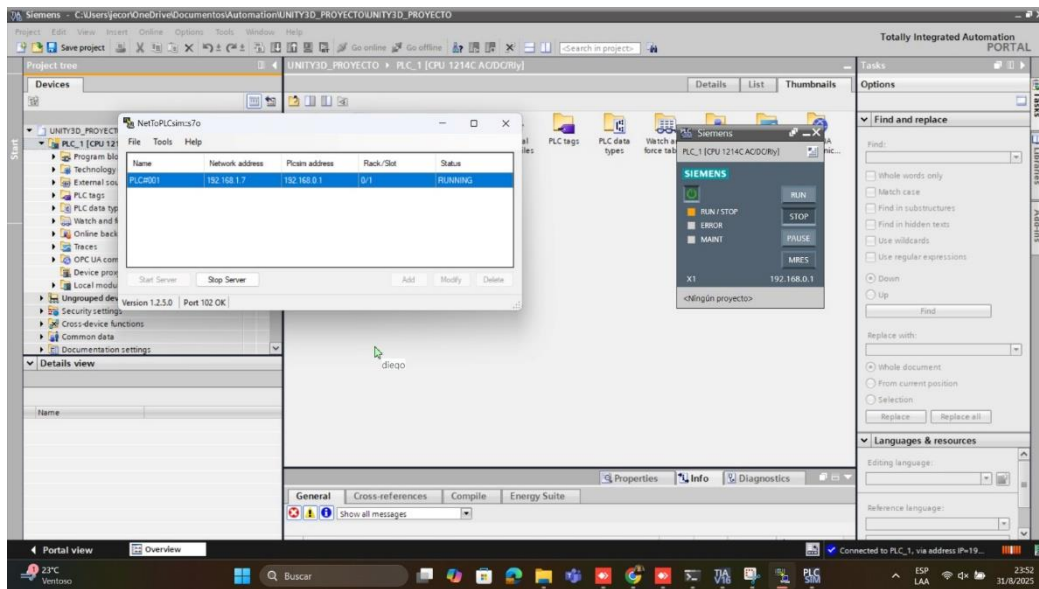 Siemens - C:\Users\jecor\OneDrive\Documentos\Automation\UNITY3D_PROYECTO\UNITY3D_PROYECTO
Project Edit View Insert Online Options Tools Window Help
Save project Go online Go offline <Search in project>
Totally Integrated Automation
PORTAL
Project tree
UNITY3D_PROYECTO ▸ PLC_1 [CPU 1214C AC/DC/Rly]
Tasks
Devices
Details List Thumbnails
Options
NetToPLCsim::s7o
File Tools Help
Name Network address Plcsim address Rack/Slot Status
PLC#001 192.168.1.7 192.168.0.1 0/1 RUNNING
Start Server Stop Server Add Modify Delete
Version 1.2.5.0 Port 102 OK
UNITY3D_PROYECT
PLC_1 [CPU 121
Program blo
Technology
External sou
PLC tags
PLC data typ
Watch and f
Online back
Traces
OPC UA com
Device prox
Local modu
Ungrouped dev
Security settings
Cross-device functions
Common data
Documentation settings
Details view
Name
PLC tags
PLC data
types
Watch a
force tab
Siemens
PLC_1 [CPU 1214C AC/DC/Rly]
SIEMENS
RUN / STOP
ERROR
MAINT
RUN
STOP
PAUSE
MRES
X1 192.168.0.1
<Ningún proyecto>
diego
Find and replace
Find:
Whole words only
Match case
Find in substructures
Find in hidden texts
Use wildcards
Use regular expressions
Down
Up
Find
Replace with:
Whole document
From current position
Selection
Replace Replace all
Languages & resources
Editing language:
Reference language:
Tasks
Libraries
Add-ins
Start
Properties Info Diagnostics
General Cross-references Compile Energy Suite
Show all messages
Portal view Overview
Connected to PLC_1, via address IP=19...
23°C
Ventoso
Buscar
TIA
V16
PLC
SIM
ESP
LAA
23:52
31/8/2025